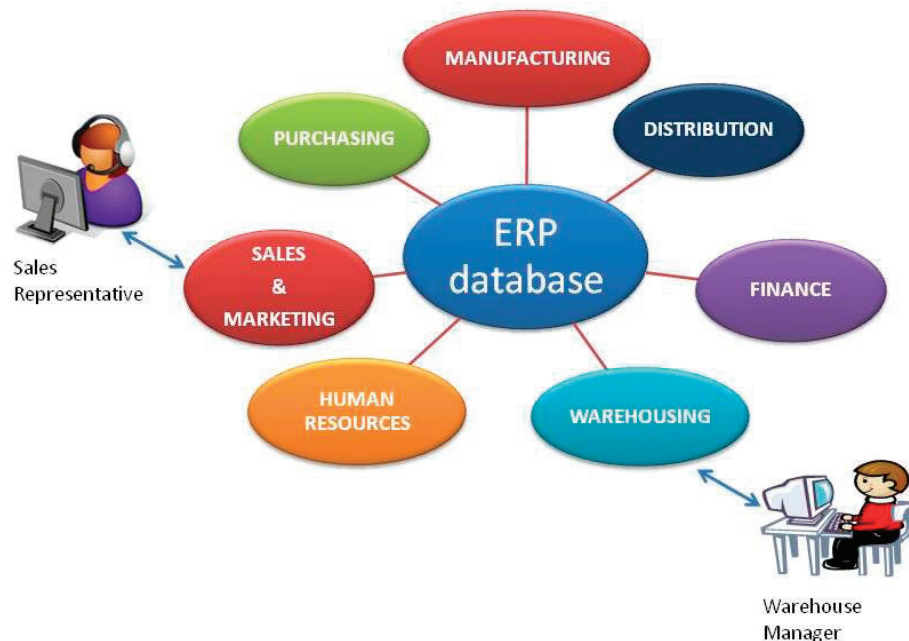 MANUFACTURING
PURCHASING
DISTRIBUTION
ERP
database
Sales
Representative
SALES
&
MARKETING
FINANCE
HUMAN
RESOURCES
WAREHOUSING
Warehouse
Manager